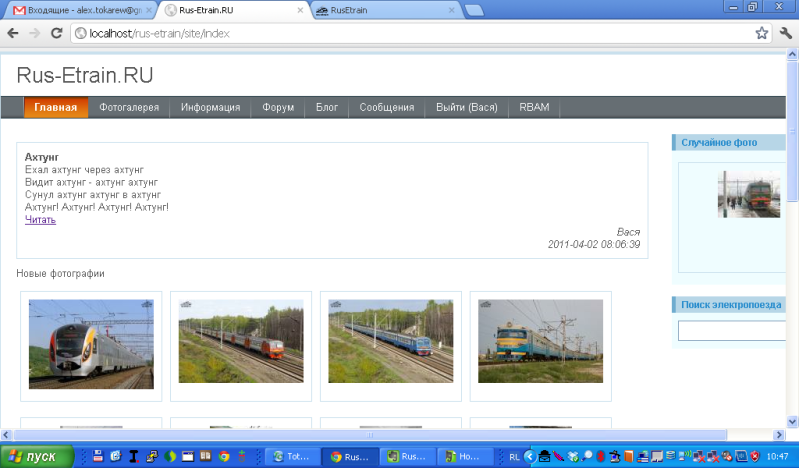 Входящие - alex.tokarew@gm
Rus-Etrain.RU
RusEtrain
localhost/rus-etrain/site/index
Rus-Etrain.RU
Главная
Фотогалерея
Информация
Форум
Блог
Сообщения
Выйти (Вася)
RBAM
Ахтунг
Ехал ахтунг через ахтунг
Видит ахтунг - ахтунг ахтунг
Сунул ахтунг ахтунг в ахтунг
Ахтунг! Ахтунг! Ахтунг! Ахтунг!
Читать
Вася
2011-04-02 08:06:39
Случайное фото
Новые фотографии
Поиск электропоезда
пуск
Tot...
Rus...
Rus...
Но...
RL
10:47